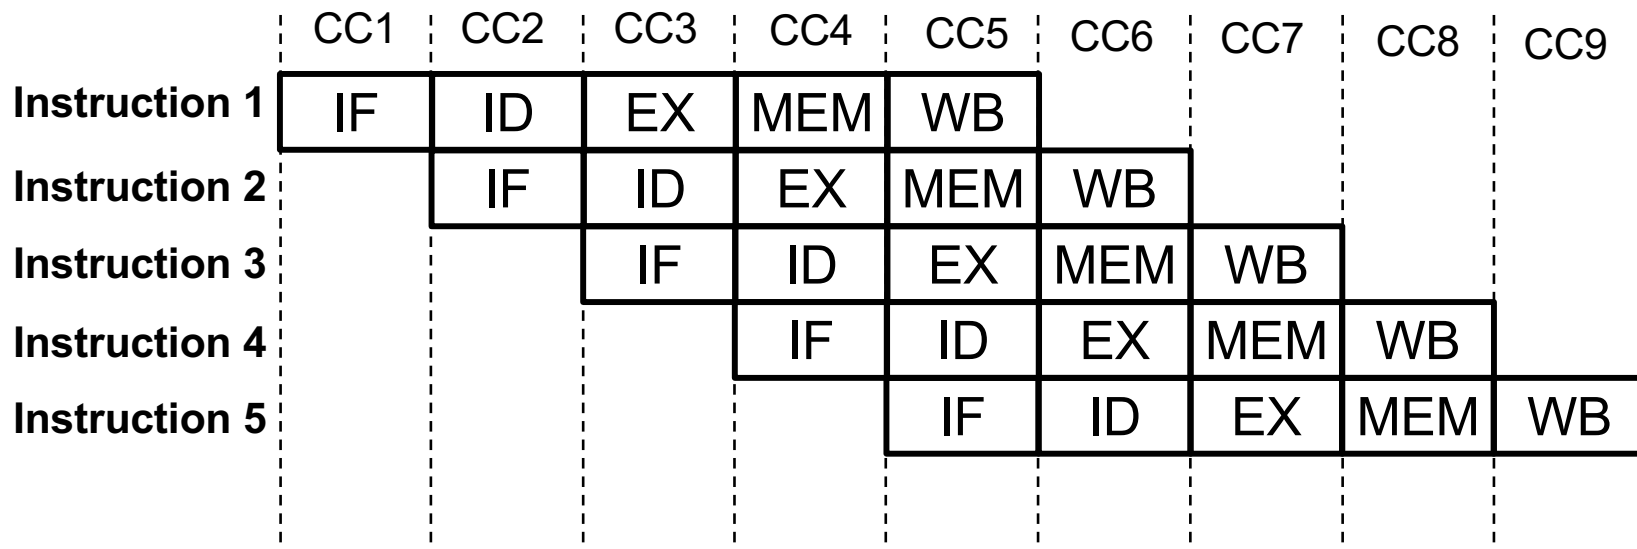 CC1 CC2 CC3 CC4 CC5 CC6 CC7 CC8 CC9
Instruction 1 IF ID EX MEM WB
Instruction 2 IF ID EX MEM WB
Instruction 3 IF ID EX MEM WB
Instruction 4 IF ID EX MEM WB
Instruction 5 IF ID EX MEM WB